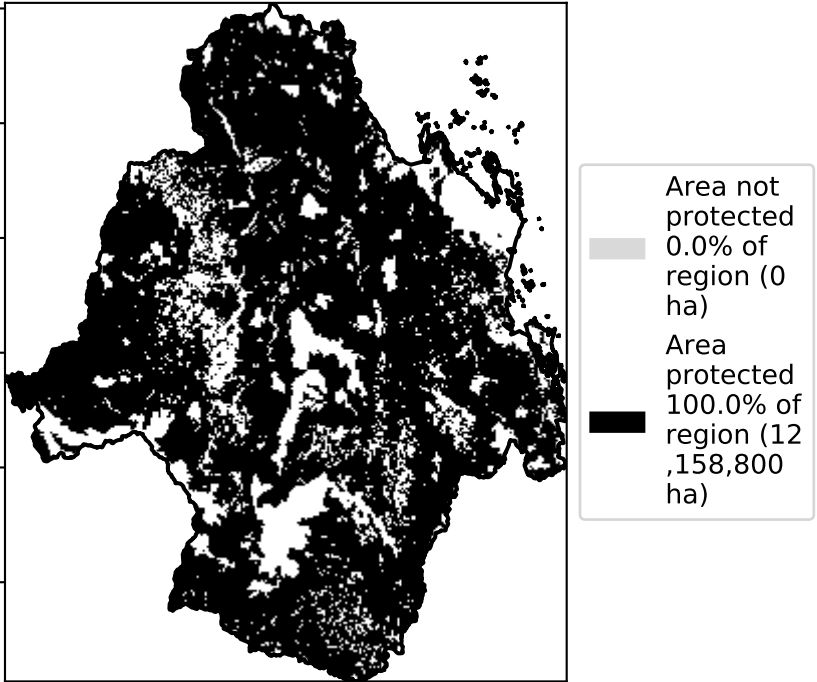 Area not
protected
0.0% of
region (0
ha)
Area
protected
100.0% of
region (12
,158,800
ha)